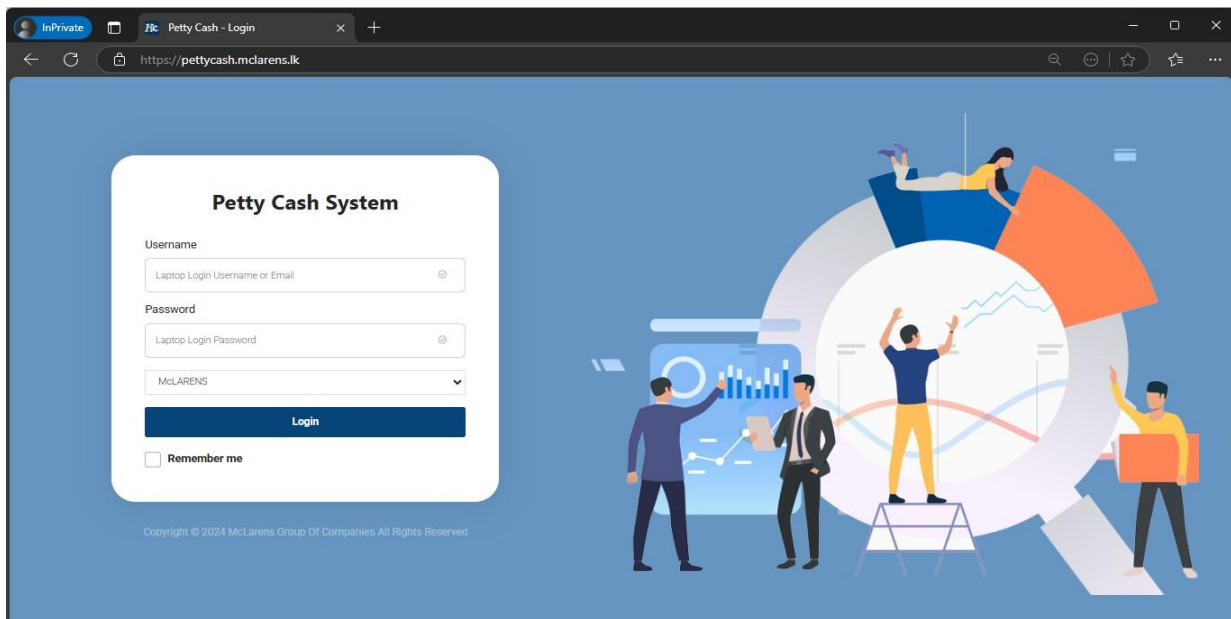 InPrivate
Mc Petty Cash - Login
https://pettycash.mclarens.lk
Petty Cash System
Username
Laptop Login Username or Email
Password
Laptop Login Password
McLARENS
Login
Remember me
Copyright © 2024 McLarens Group Of Companies All Rights Reserved